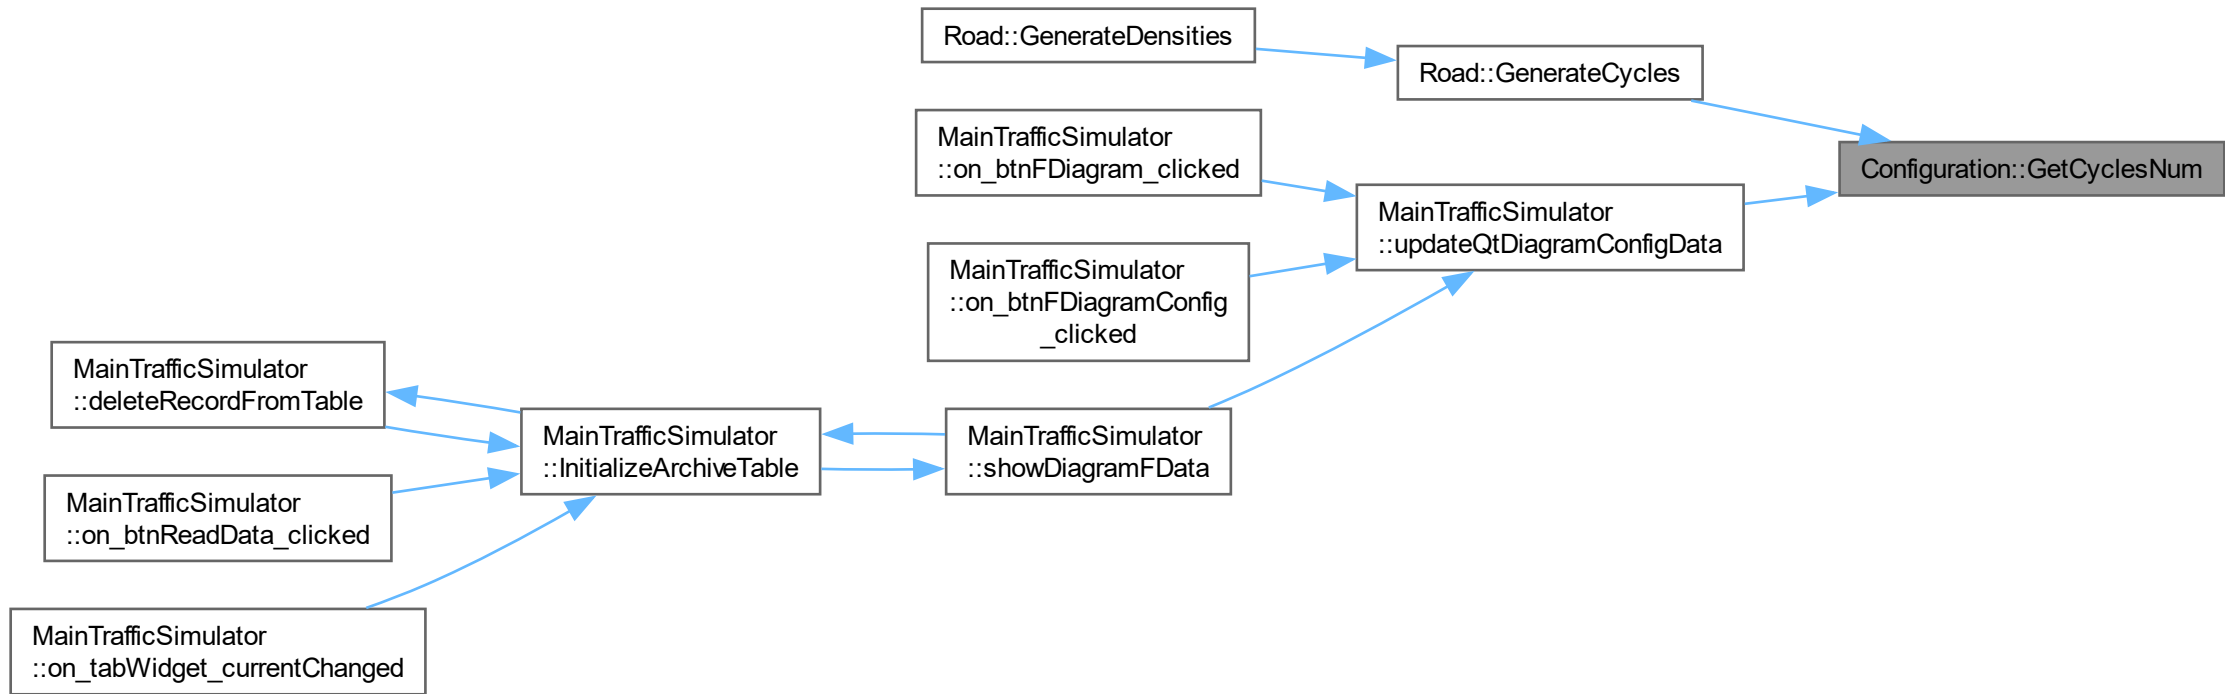 Road::GenerateDensities
Road::GenerateCycles
MainTrafficSimulator
::on_btnFDiagram_clicked
Configuration::GetCyclesNum
MainTrafficSimulator
::updateQtDiagramConfigData
MainTrafficSimulator
::on_btnFDiagramConfig
_clicked
MainTrafficSimulator
::deleteRecordFromTable
MainTrafficSimulator
::InitializeArchiveTable
MainTrafficSimulator
::showDiagramFData
MainTrafficSimulator
::on_btnReadData_clicked
MainTrafficSimulator
::on_tabWidget_currentChanged